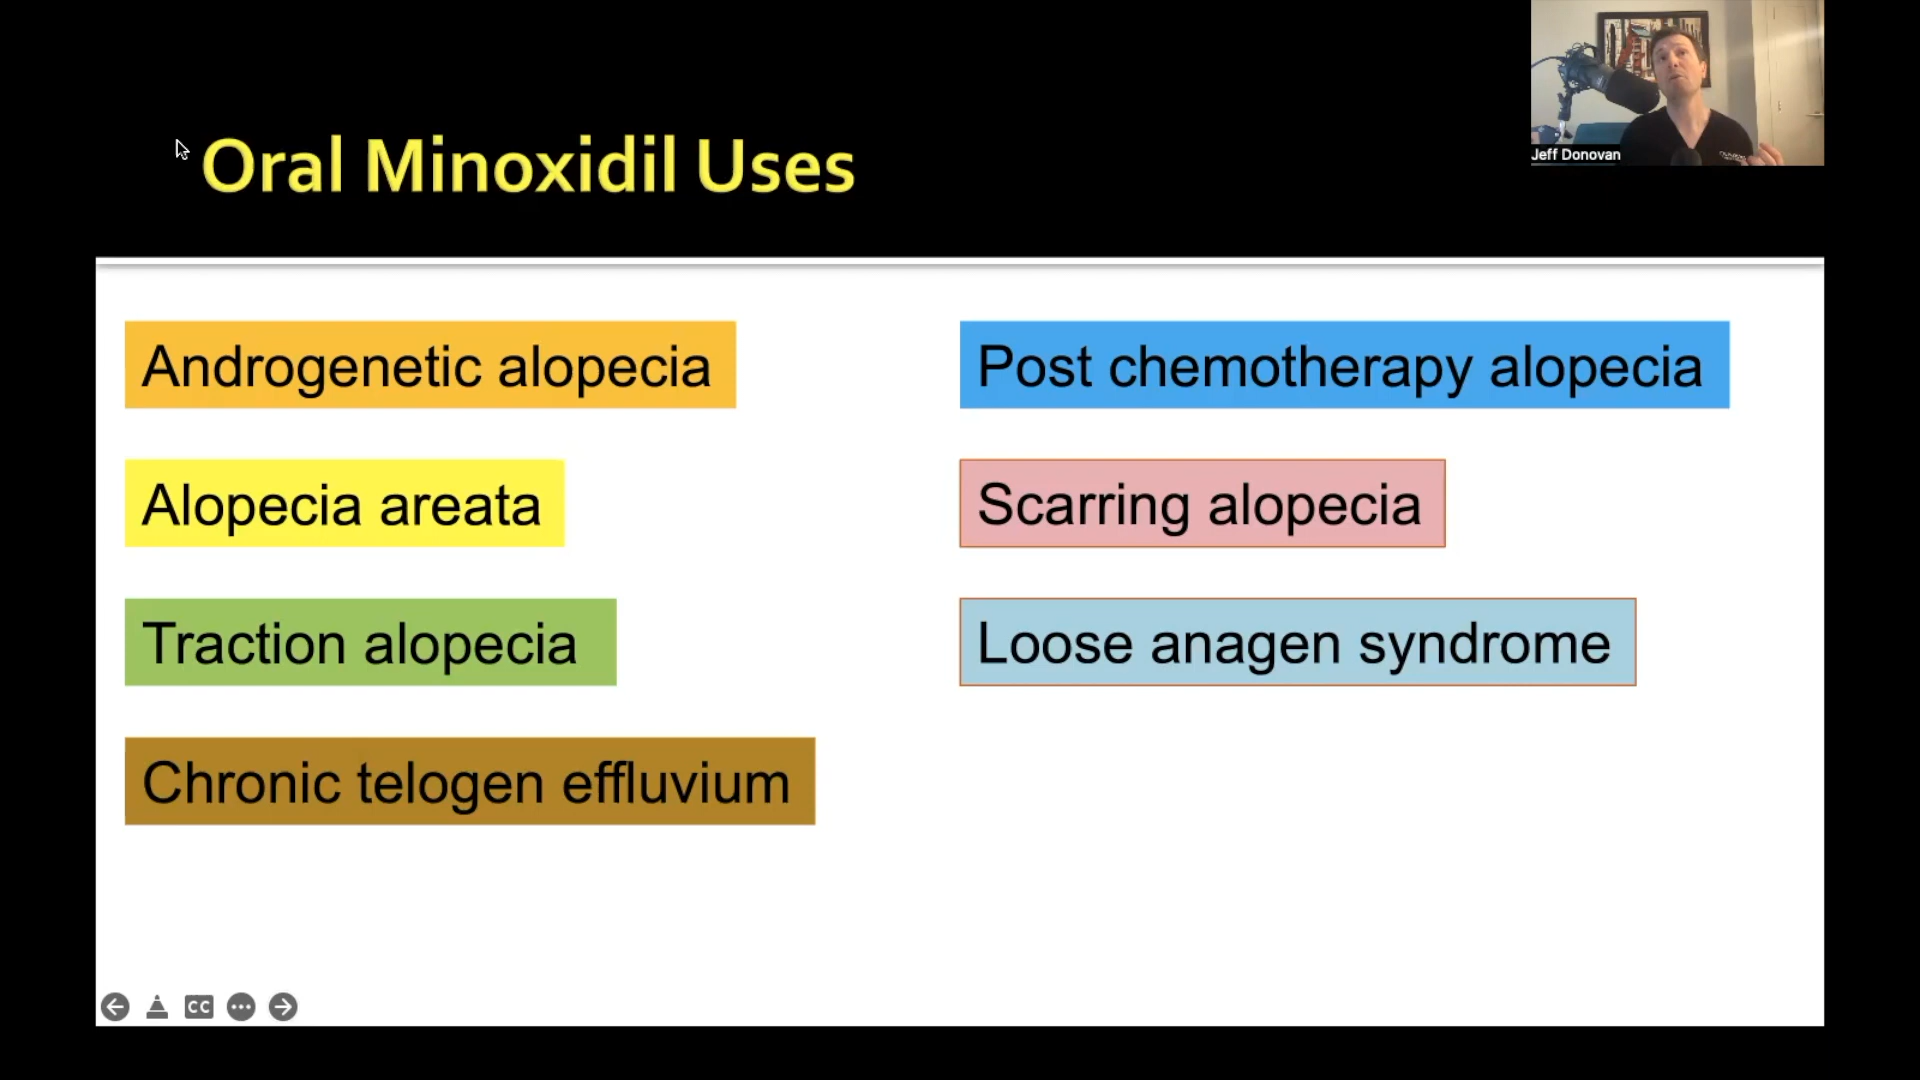 Oral Minoxidil Uses
Jeff Donovan
Androgenetic alopecia
Alopecia areata
Traction alopecia
Chronic telogen effluvium
Post chemotherapy alopecia
Scarring alopecia
Loose anagen syndrome
CC